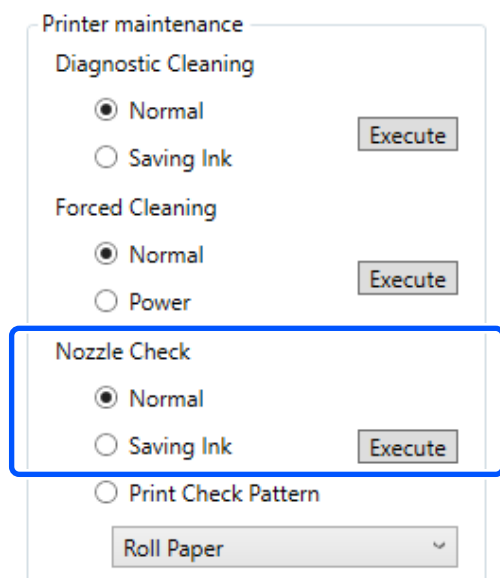 Printer maintenance
Diagnostic Cleaning
Normal
Execute
Saving Ink
Forced Cleaning
Normal
Execute
Power
Nozzle Check
Normal
Saving Ink
Execute
Print Check Pattern
Roll Paper